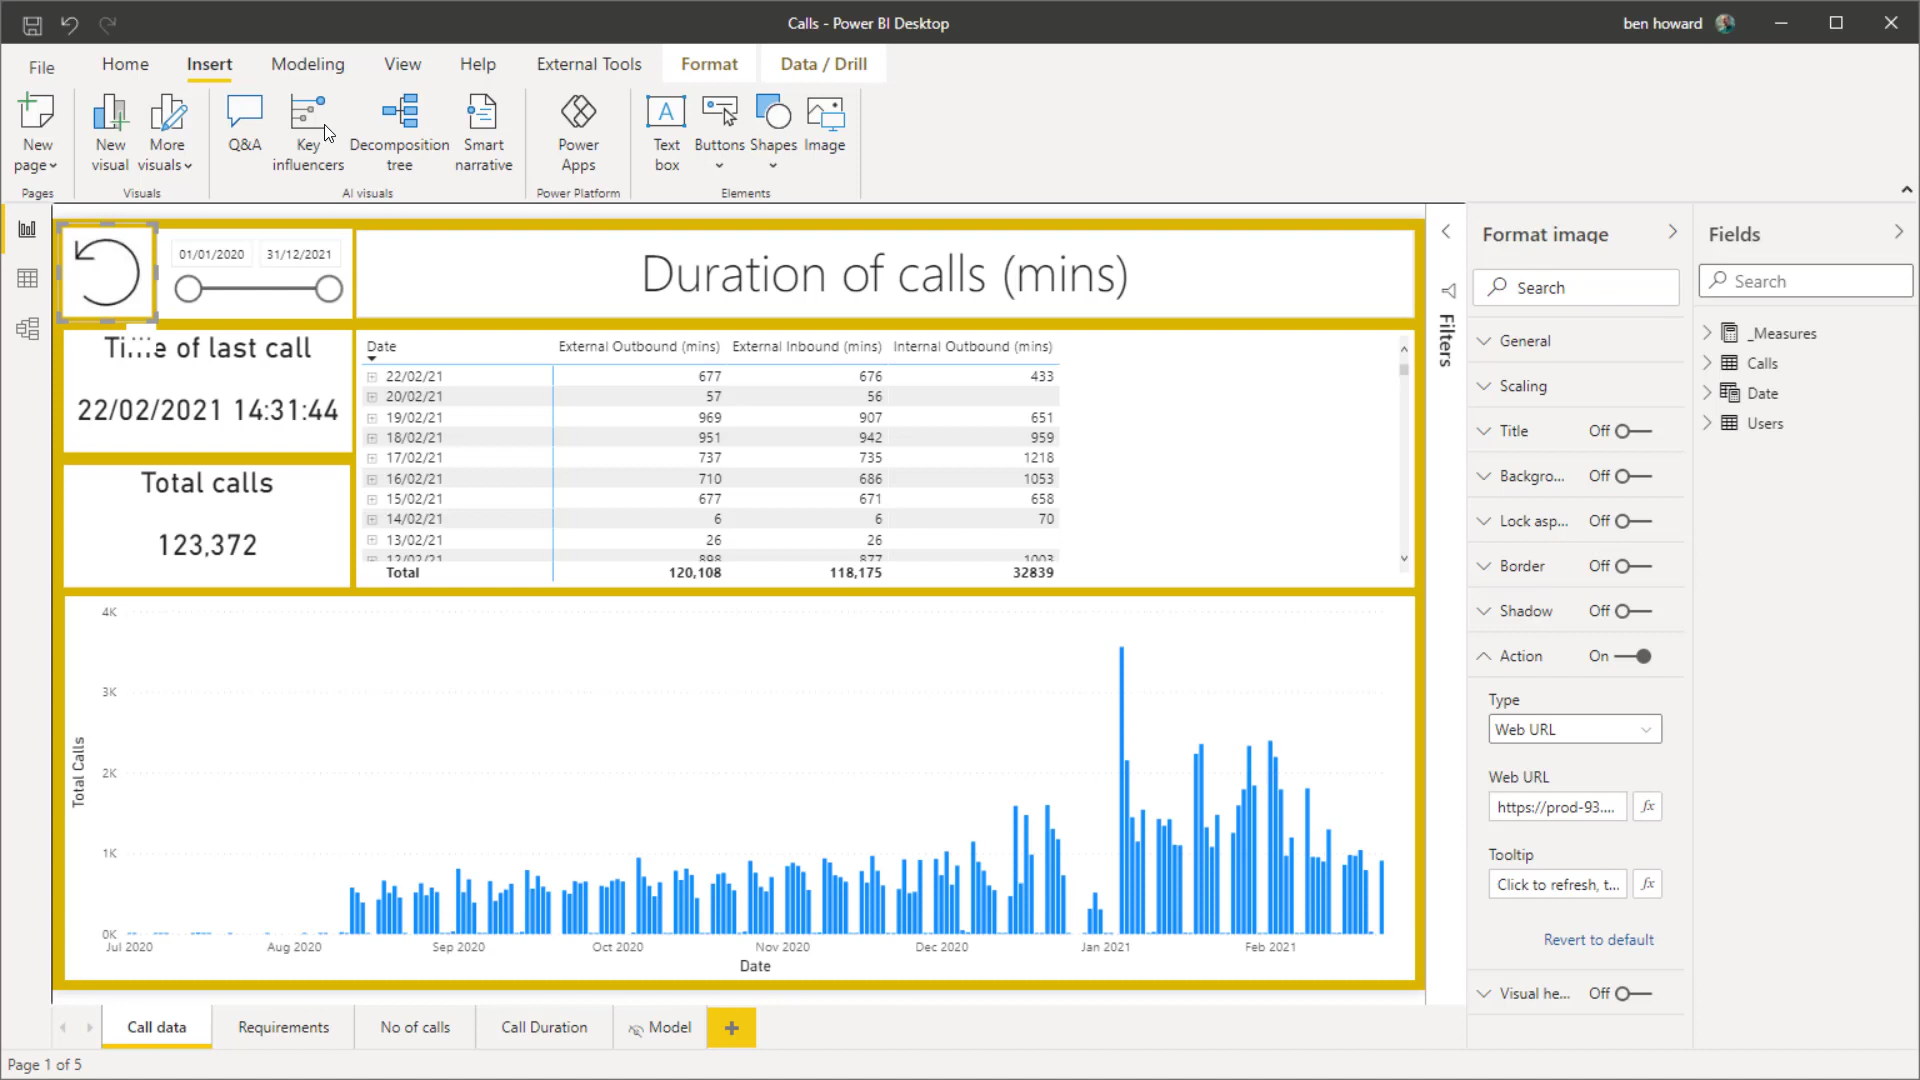 Calls - Power BI Desktop
ben howard
File
Home
Insert
Modeling
View
Help
External Tools
Format
Data / Drill
New page
New visual
More visuals
Q&A
Key influencers
Decomposition tree
Smart narrative
Power Apps
Text box
Buttons
Shapes
Image
Pages
Visuals
AI visuals
Power Platform
Elements
01/01/2020
31/12/2021
Duration of calls (mins)
Time of last call
22/02/2021 14:31:44
Total calls
123,372
Date External Outbound (mins) External Inbound (mins) Internal Outbound (mins)
22/02/21 677 676 433
20/02/21 57 56
19/02/21 969 907 651
18/02/21 951 942 959
17/02/21 737 735 1218
16/02/21 710 686 1053
15/02/21 677 671 658
14/02/21 6 6 70
13/02/21 26 26
12/02/21 898 877 1003
Total 120,108 118,175 32839
4K
3K
2K
1K
0K
Total Calls
Jul 2020
Aug 2020
Sep 2020
Oct 2020
Nov 2020
Dec 2020
Jan 2021
Feb 2021
Date
Filters
Format image
Search
General
Scaling
Title Off
Backgro... Off
Lock asp... Off
Border Off
Shadow Off
Action On
Type
Web URL
Web URL
https://prod-93....
fx
Tooltip
Click to refresh, t...
fx
Revert to default
Visual he... Off
Fields
Search
_Measures
Calls
Date
Users
Call data
Requirements
No of calls
Call Duration
Model
Page 1 of 5